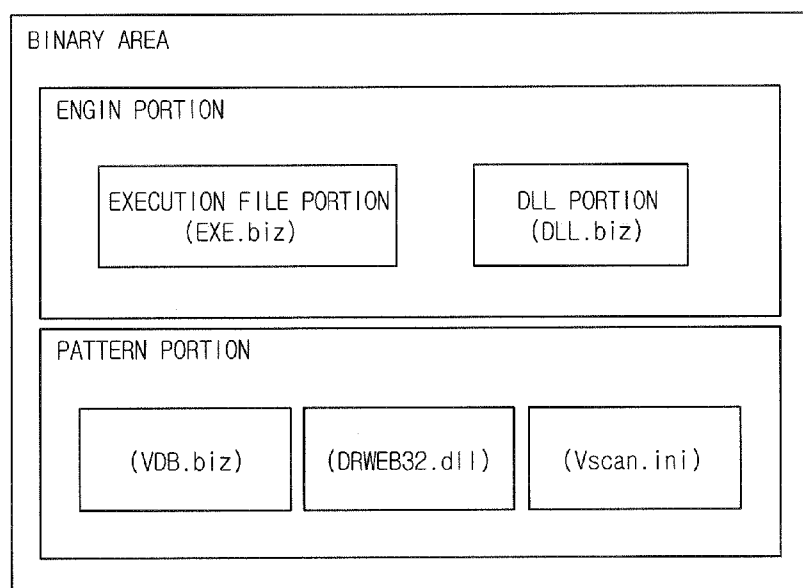 BINARY AREA
ENGIN PORTION
EXECUTION FILE PORTION
(EXE.biz)
DLL PORTION
(DLL.biz)
PATTERN PORTION
(VDB.biz)
(DRWEB32.dll)
(Vscan.ini)